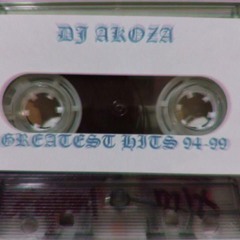 DJ AKOZA
GREATEST HITS 94-99